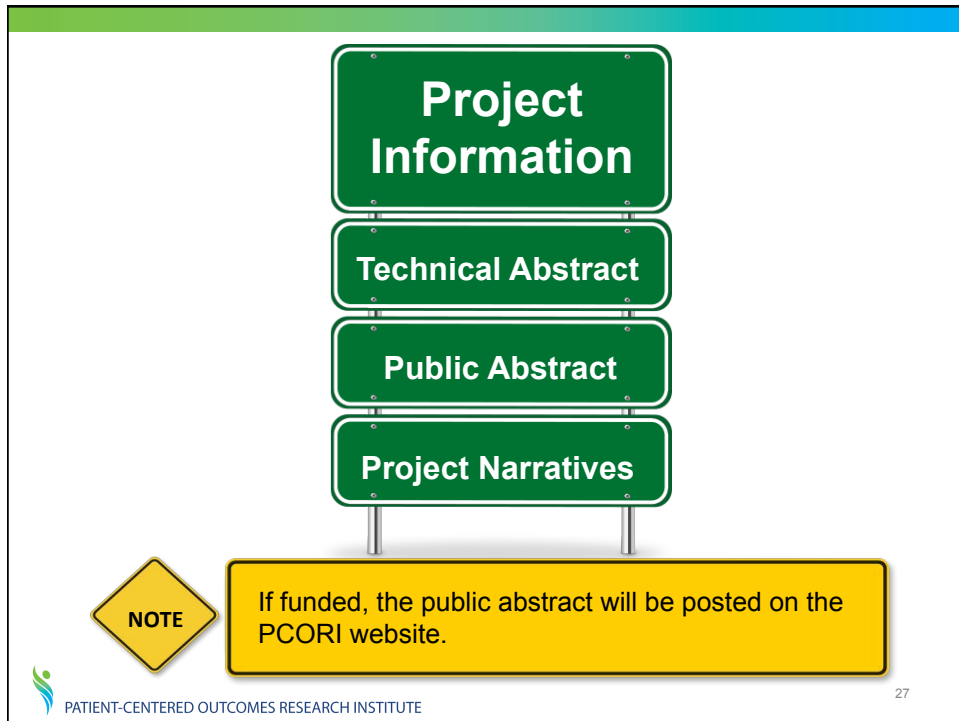 Project
Information
Technical Abstract
Public Abstract
Project Narratives
NOTE
If funded, the public abstract will be posted on the
PCORI website.
PATIENT-CENTERED OUTCOMES RESEARCH INSTITUTE
27